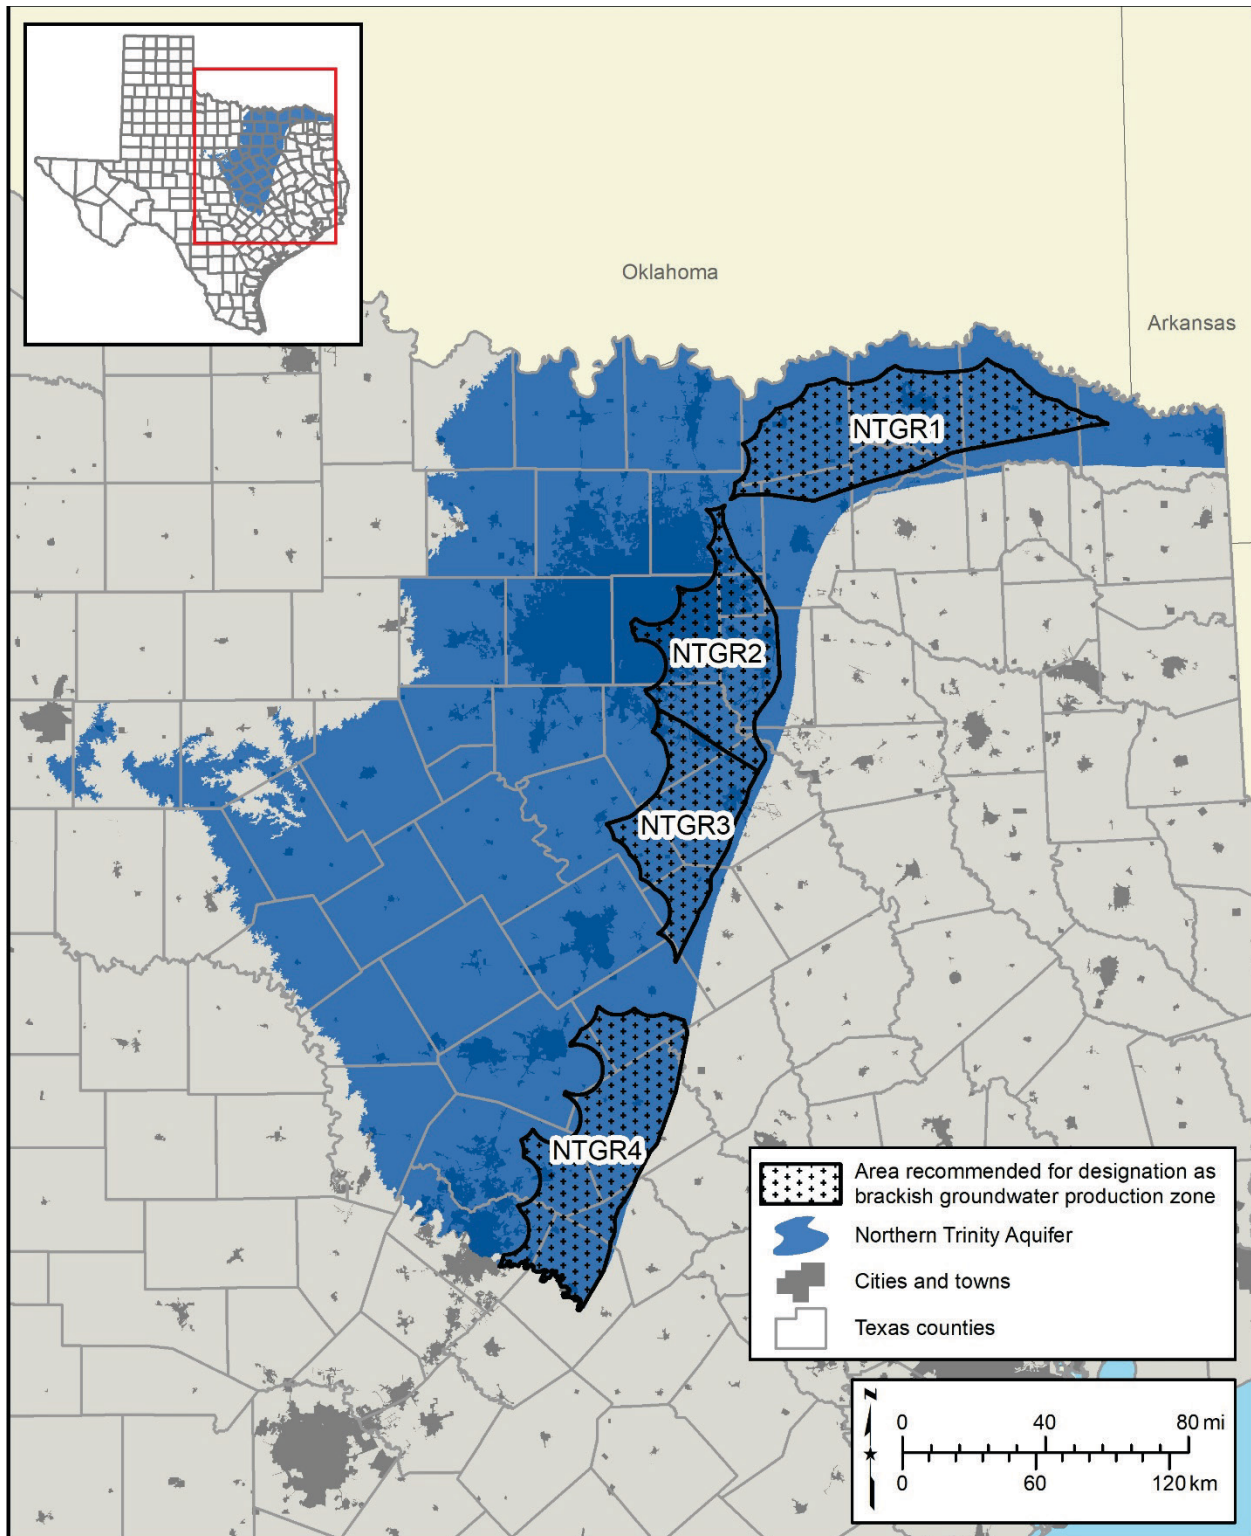 Oklahoma
Arkansas
NTGR1
NTGR2
NTGR3
NTGR4
Area recommended for designation as
brackish groundwater production zone
Northern Trinity Aquifer
Cities and towns
Texas counties
N
0 40 80 mi
0 60 120 km